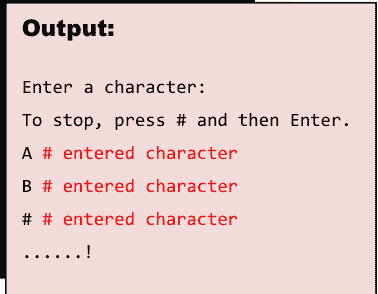 Output:
Enter a character:
To stop, press # and then Enter.
A # entered character
B # entered character
# # entered character
......!